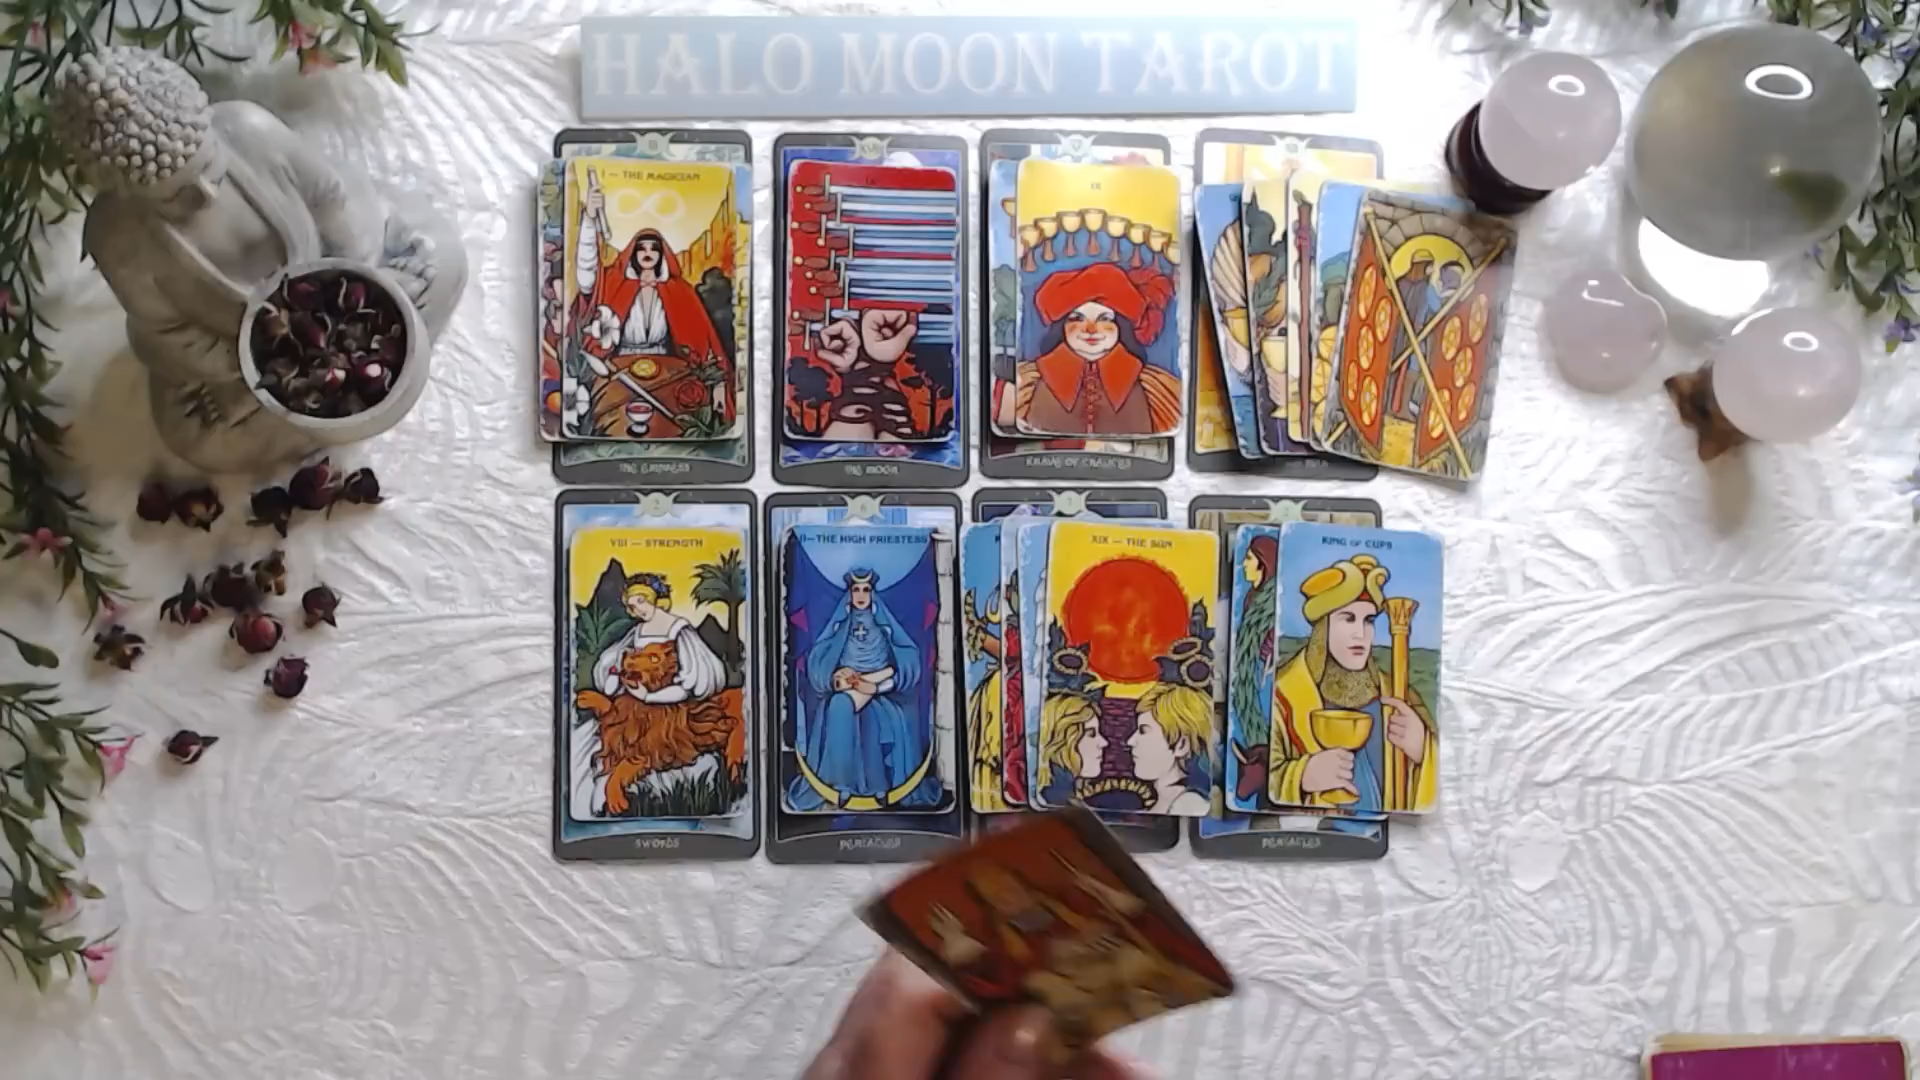 HALO MOON TAROT
I — THE MAGICIAN
IX
IX
THE EMPRESS
THE MOON
KNAVE OF CHALICES
VIII — STRENGTH
II — THE HIGH PRIESTESS
XIX — THE SUN
KING OF CUPS
SWORDS
PENTACLES
PENTACLES